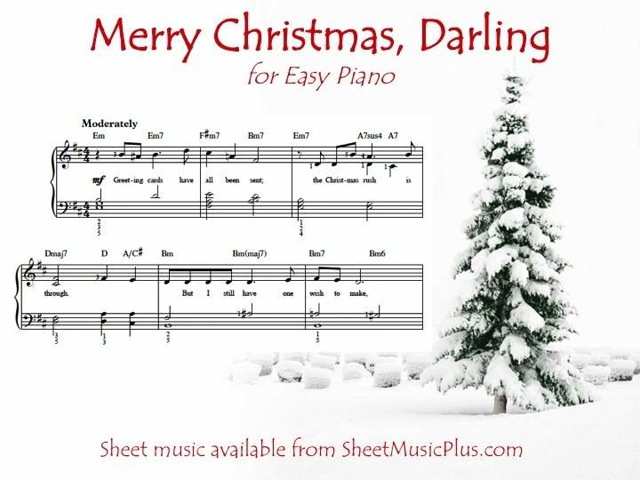 Merry Christmas, Darling
for Easy Piano
Moderately
Em Em7 F#m7 Bm7 Em7 A7sus4 A7
mf Greet-ing cards have all been sent; the Christ-mas rush is
Dmaj7 D A/C# Bm Bm(maj7) Bm7 Bm6
through. But I still have one wish to make,
Sheet music available from SheetMusicPlus.com